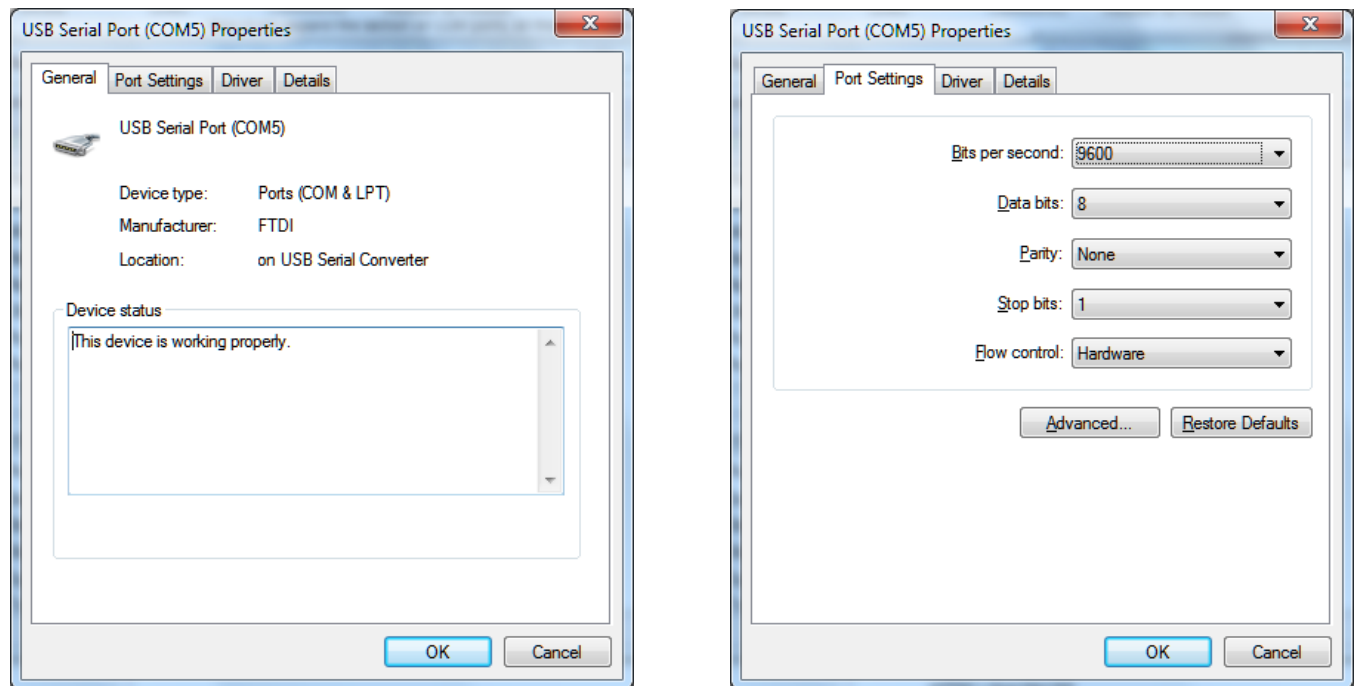 USB Serial Port (COM5) Properties
General Port Settings Driver Details
USB Serial Port (COM5)
Device type: Ports (COM & LPT)
Manufacturer: FTDI
Location: on USB Serial Converter
Device status
This device is working properly.
OK Cancel
USB Serial Port (COM5) Properties
General Port Settings Driver Details
Bits per second: 9600
Data bits: 8
Parity: None
Stop bits: 1
Flow control: Hardware
Advanced... Restore Defaults
OK Cancel